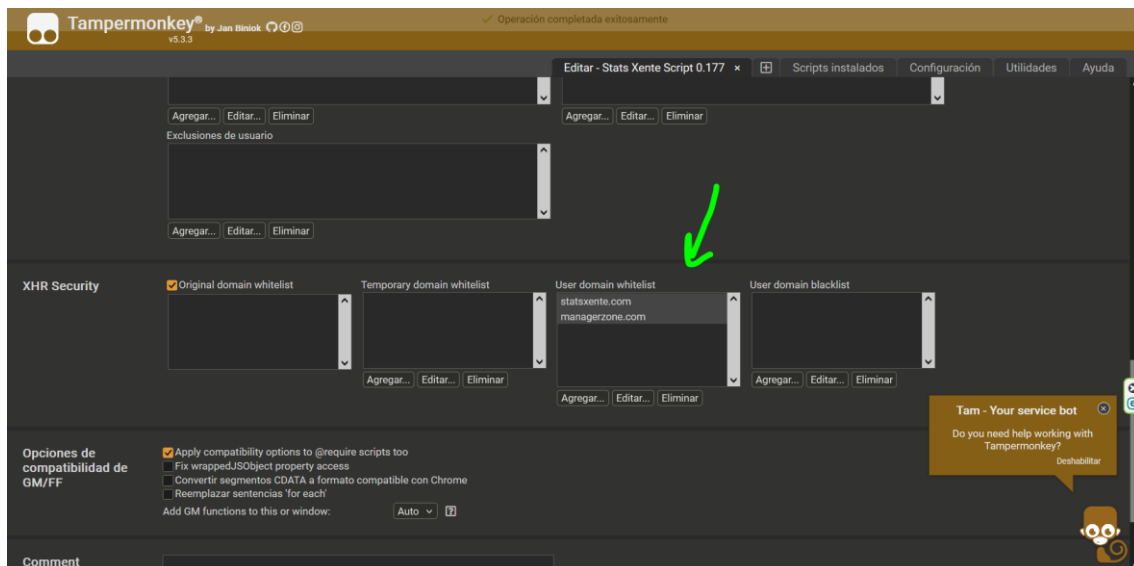 Tampermonkey® by Jan Biniok
v5.3.3
Operación completada exitosamente
Editar - Stats Xente Script 0.177 × Scripts instalados Configuración Utilidades Ayuda
Agregar... Editar... Eliminar Agregar... Editar... Eliminar
Exclusiones de usuario
Agregar... Editar... Eliminar
XHR Security
Original domain whitelist Temporary domain whitelist User domain whitelist User domain blacklist
statsxente.com
managerzone.com
Agregar... Editar... Eliminar Agregar... Editar... Eliminar
Agregar... Editar... Eliminar
Tam - Your service bot
Do you need help working with
Tampermonkey?
Deshabilitar
Opciones de
compatibilidad de
GM/FF
Apply compatibility options to @require scripts too
Fix wrappedJSObject property access
Convertir segmentos CDATA a formato compatible con Chrome
Reemplazar sentencias 'for each'
Add GM functions to this or window: Auto ?
Comment